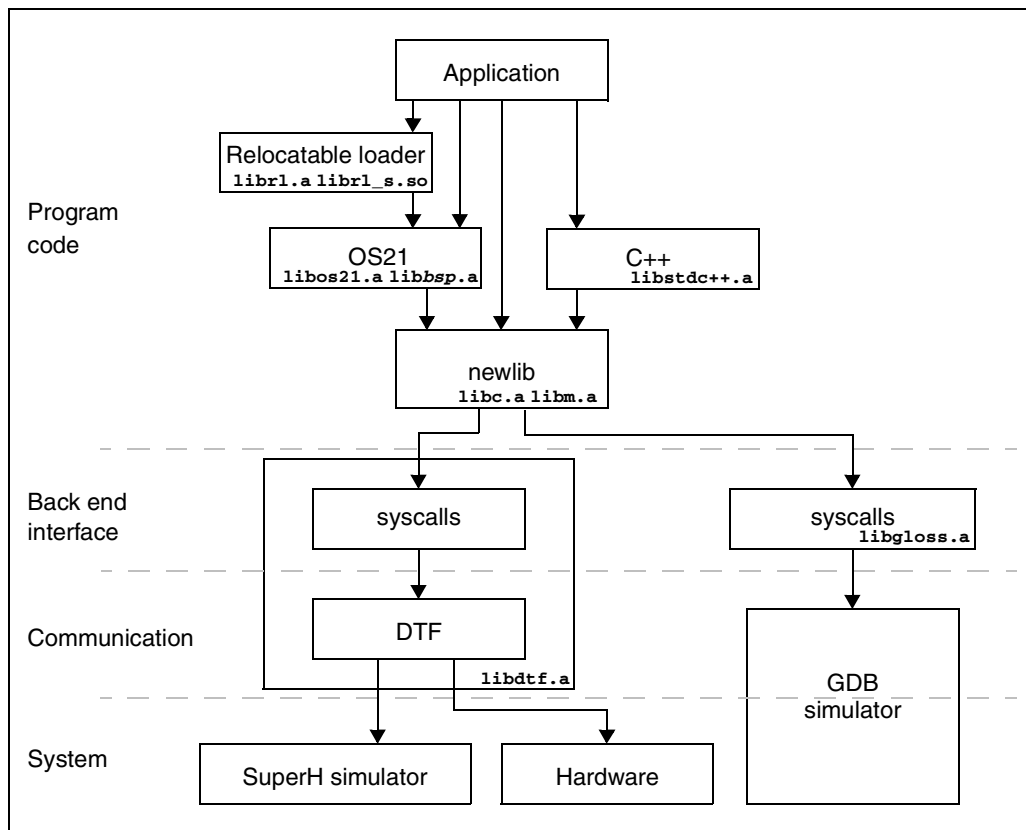 Application
Relocatable loader
librl.a librl_s.so
Program
code
OS21
libos21.a libbsp.a
C++
libstdc++.a
newlib
libc.a libm.a
Back end
interface
syscalls
syscalls
libgloss.a
Communication
DTF
libdtf.a
GDB
simulator
System
SuperH simulator
Hardware